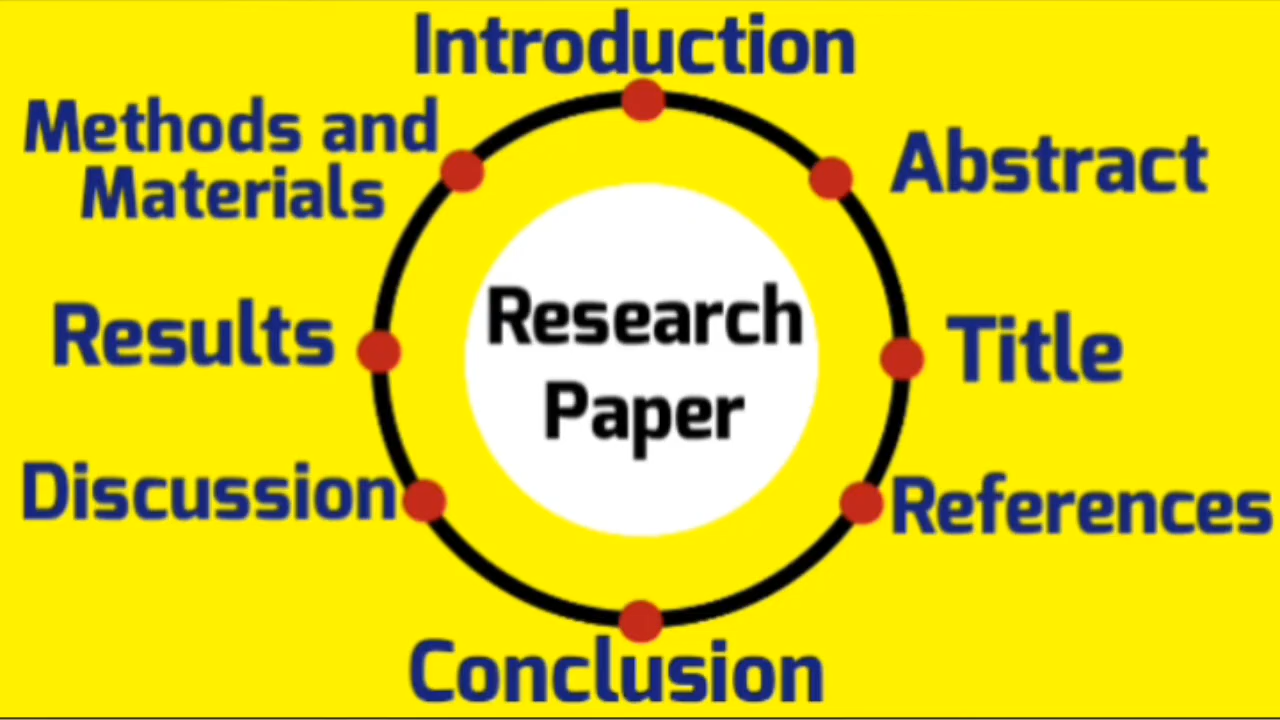 Introduction
Methods and
Materials
Abstract
Results
Research
Paper
Title
Discussion
References
Conclusion